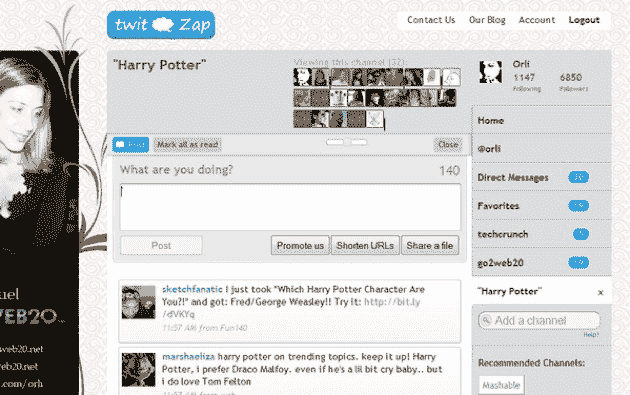 twit Zap
Contact Us Our Blog Account Logout
"Harry Potter"
Viewing this channel (32):
Orli
1147 6850
Following Followers
Mark all as read
Close
What are you doing? 140
Post
Promote us
Shorten URLs
Share a file
Home
@orli
Direct Messages
Favorites
techcrunch
go2web20
"Harry Potter" x
Add a channel
Help?
Recommended Channels:
Mashable
sketchfanatic I just took "Which Harry Potter Character Are
You?!" and got: Fred/George Weasley!! Try it: http://bit.ly
/dVKYq
11:57 AM from Fun140
marshaeliza harry potter on trending topics. keep it up! Harry
Potter, i prefer Draco Malfoy. even if he's a lil bit cry baby.. but
i do love Tom Felton
11:57 AM from web
uel
WEB2O
web20.net
web20.net
.com/orli